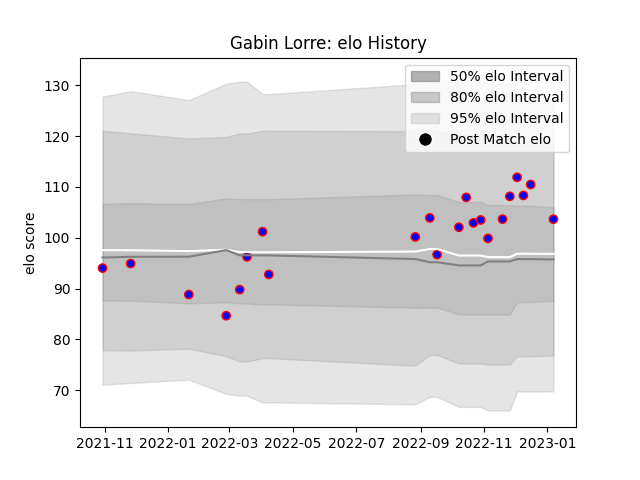 Gabin Lorre: elo History
50% elo Interval
80% elo Interval
95% elo Interval
Post Match elo
elo score
130
120
110
100
90
80
70
2021-11 2022-01 2022-03 2022-05 2022-07 2022-09 2022-11 2023-01